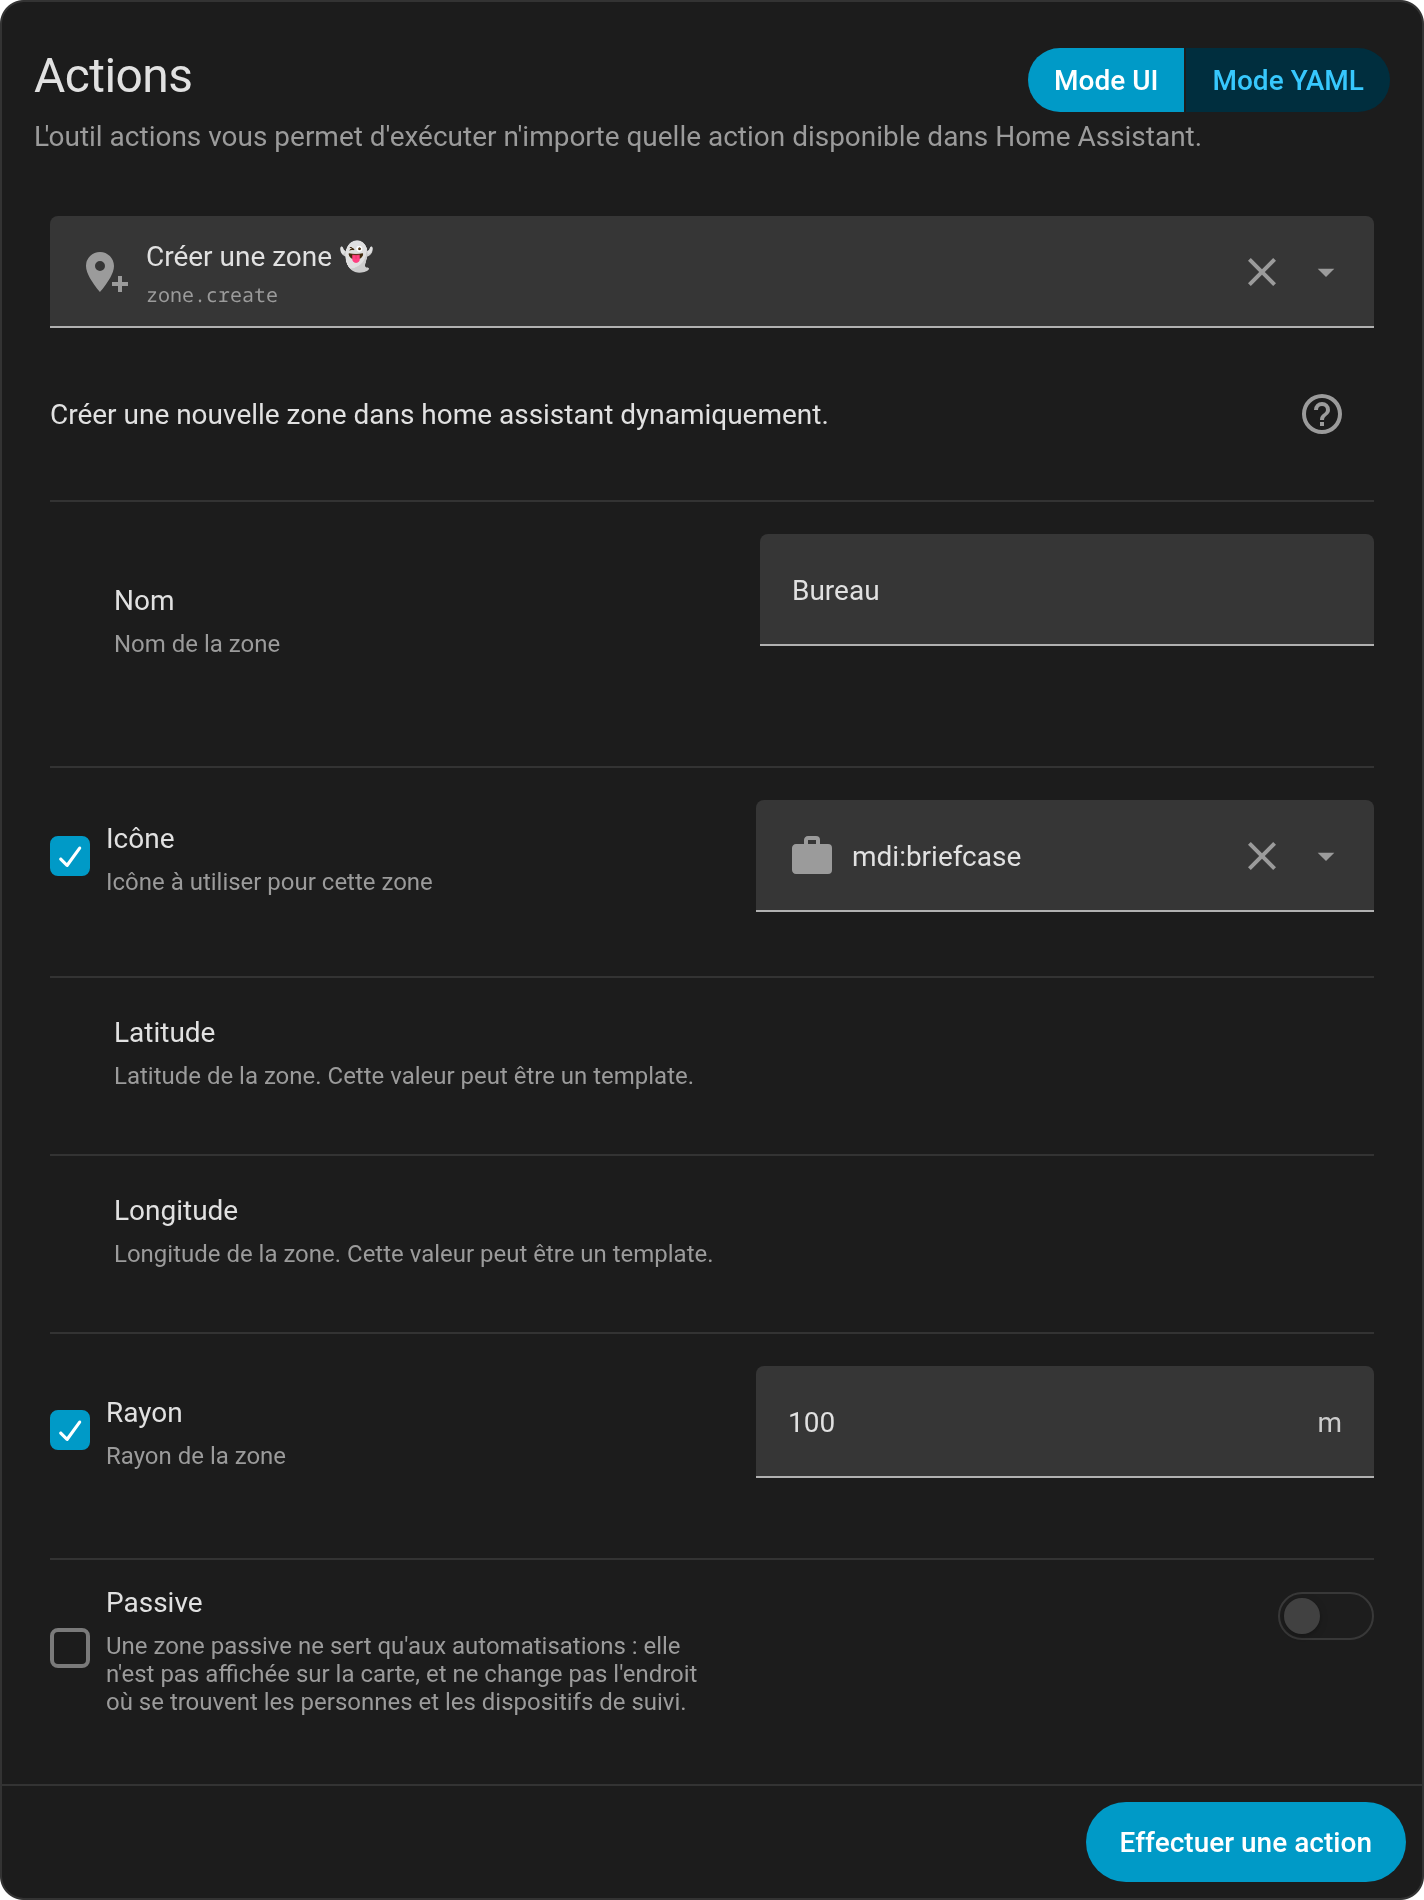 Actions
Mode UI
Mode YAML
L'outil actions vous permet d'exécuter n'importe quelle action disponible dans Home Assistant.
Créer une zone 👻
zone.create
Créer une nouvelle zone dans home assistant dynamiquement.
Nom
Nom de la zone
Bureau
Icône
Icône à utiliser pour cette zone
mdi:briefcase
Latitude
Latitude de la zone. Cette valeur peut être un template.
Longitude
Longitude de la zone. Cette valeur peut être un template.
Rayon
Rayon de la zone
100 m
Passive
Une zone passive ne sert qu'aux automatisations : elle
n'est pas affichée sur la carte, et ne change pas l'endroit
où se trouvent les personnes et les dispositifs de suivi.
Effectuer une action